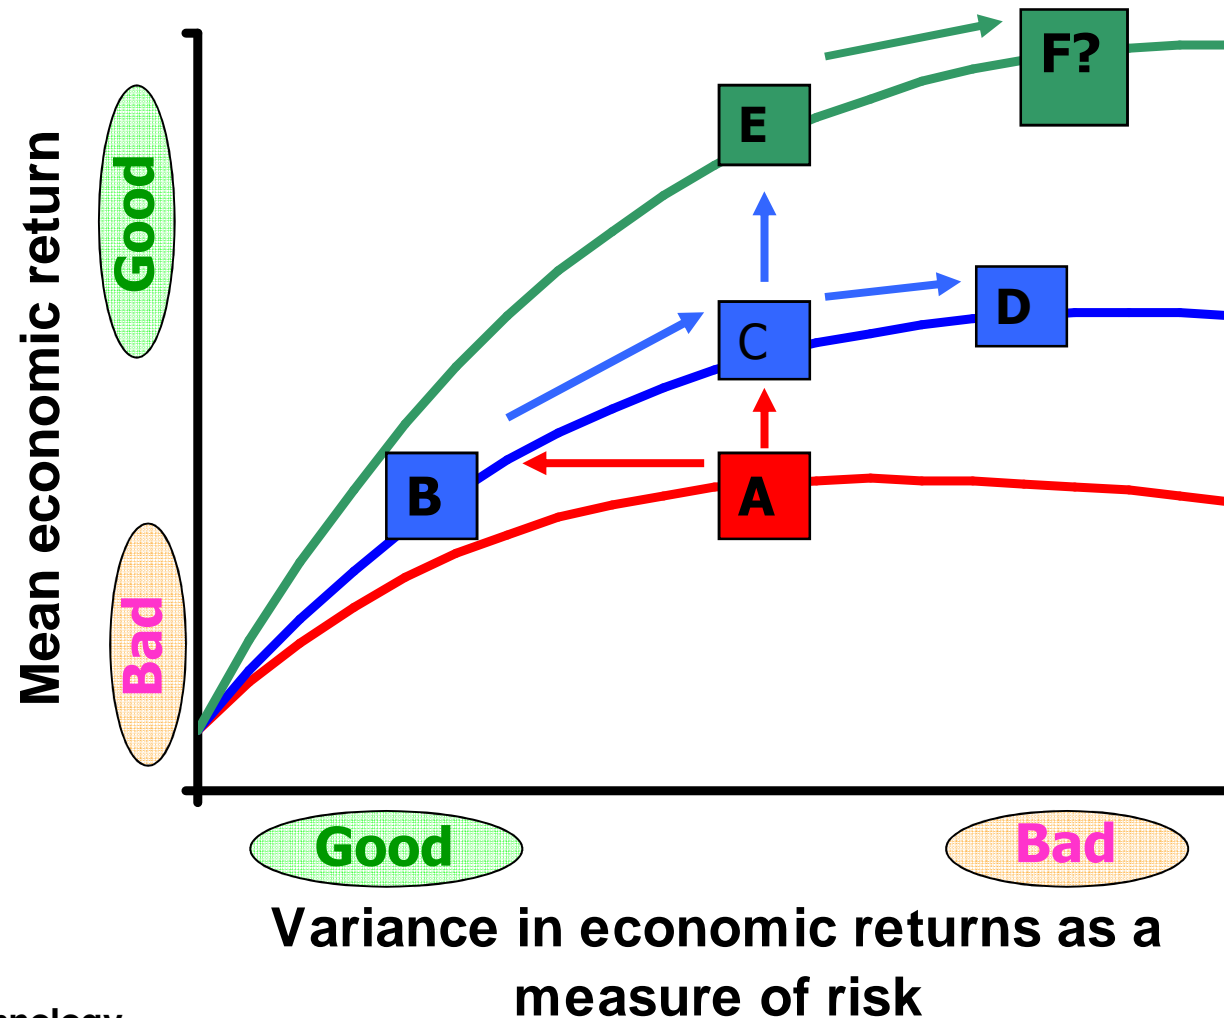 Mean economic return
Good
Bad
E
F?
C
D
B
A
Good
Bad
Variance in economic returns as a
measure of risk